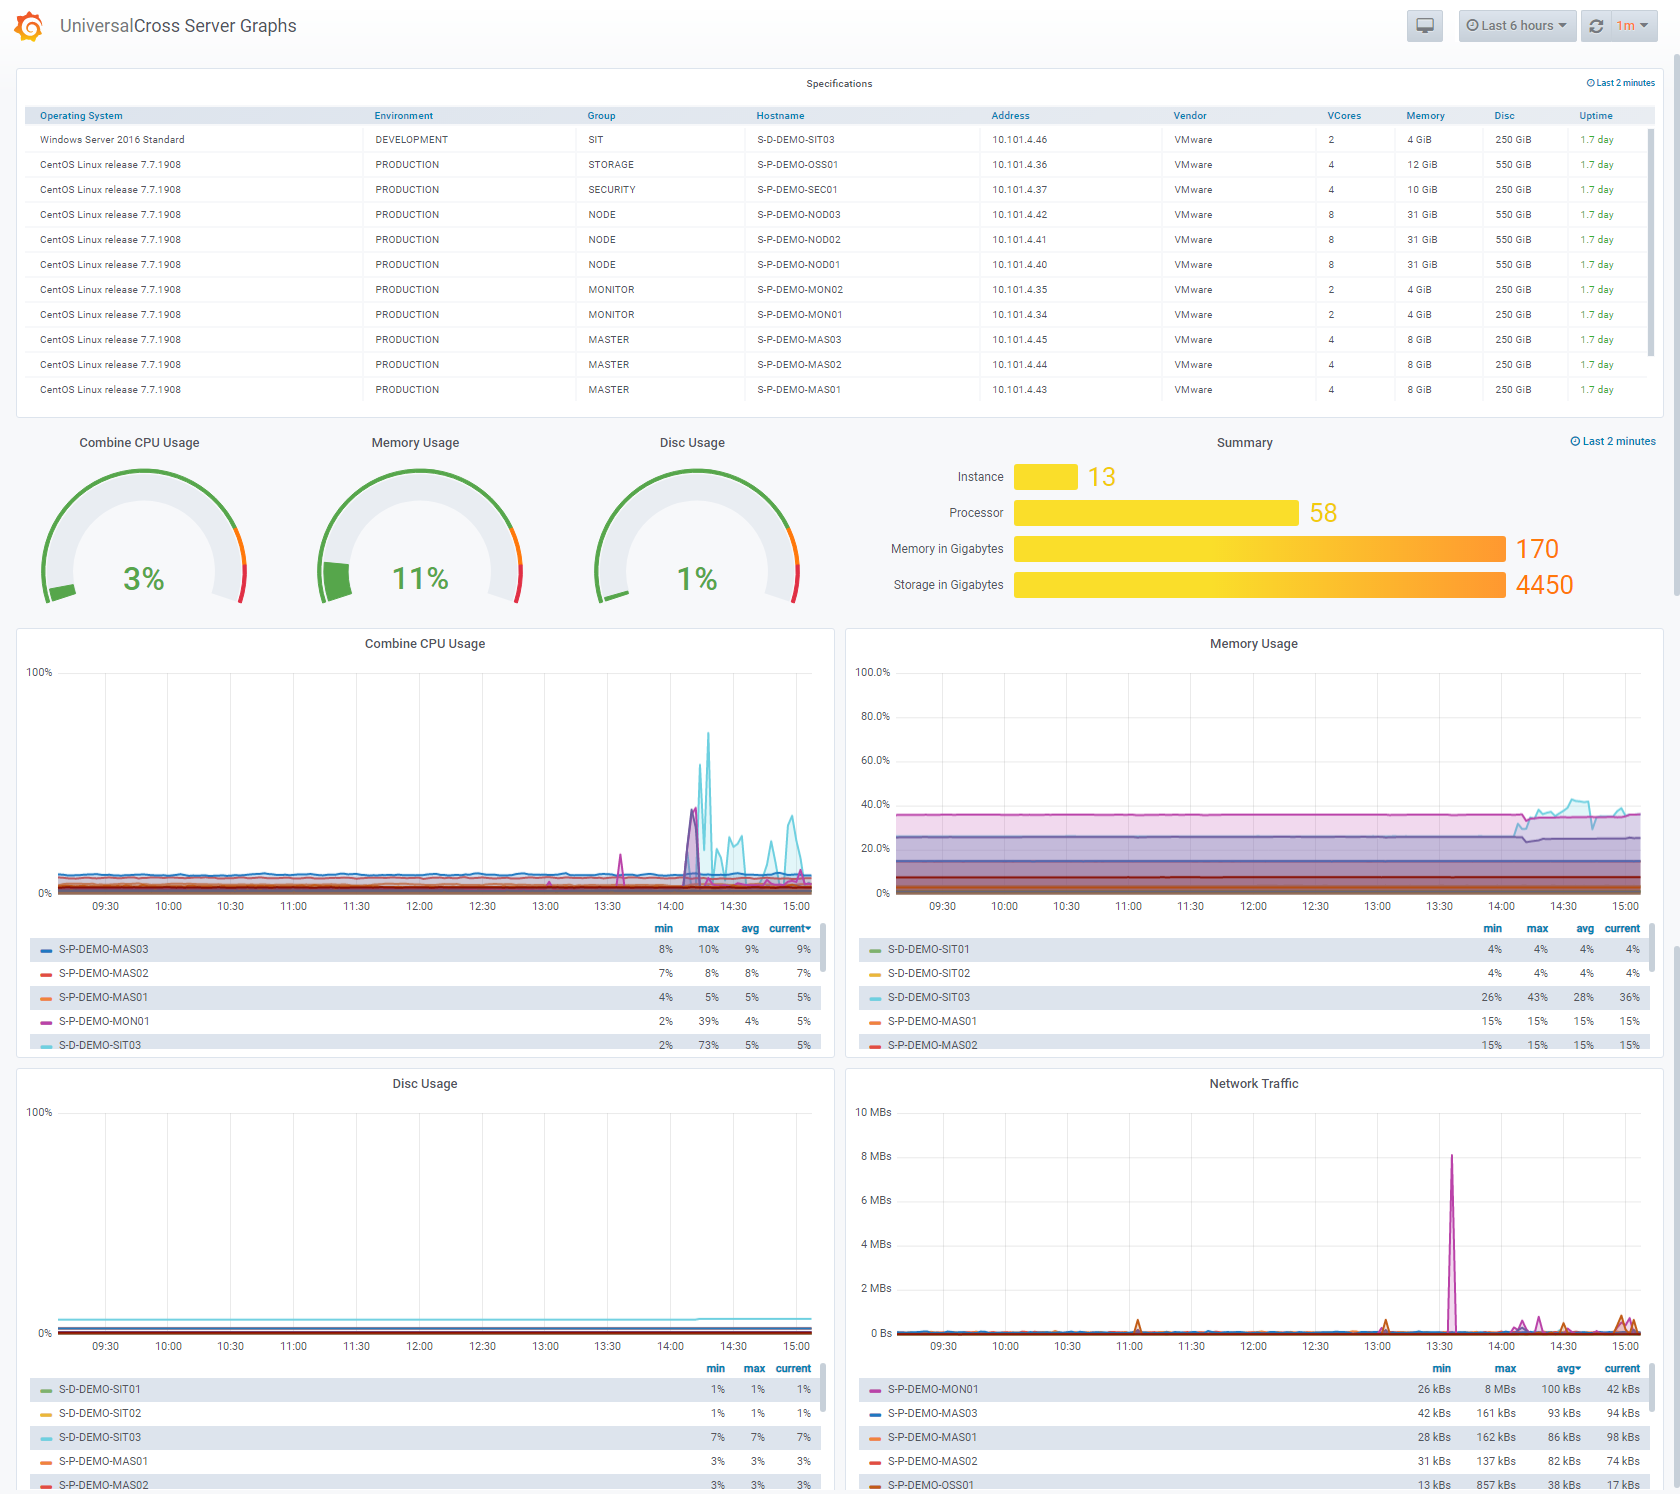 UniversalCross Server Graphs
Last 6 hours
1m
Specifications
Last 2 minutes
Operating System Environment Group Hostname Address Vendor VCores Memory Disc Uptime
Windows Server 2016 Standard DEVELOPMENT SIT S-D-DEMO-SIT03 10.101.4.46 VMware 2 4 GiB 250 GiB 1.7 day
CentOS Linux release 7.7.1908 PRODUCTION STORAGE S-P-DEMO-OSS01 10.101.4.36 VMware 4 12 GiB 550 GiB 1.7 day
CentOS Linux release 7.7.1908 PRODUCTION SECURITY S-P-DEMO-SEC01 10.101.4.37 VMware 4 10 GiB 250 GiB 1.7 day
CentOS Linux release 7.7.1908 PRODUCTION NODE S-P-DEMO-NOD03 10.101.4.42 VMware 8 31 GiB 550 GiB 1.7 day
CentOS Linux release 7.7.1908 PRODUCTION NODE S-P-DEMO-NOD02 10.101.4.41 VMware 8 31 GiB 550 GiB 1.7 day
CentOS Linux release 7.7.1908 PRODUCTION NODE S-P-DEMO-NOD01 10.101.4.40 VMware 8 31 GiB 550 GiB 1.7 day
CentOS Linux release 7.7.1908 PRODUCTION MONITOR S-P-DEMO-MON02 10.101.4.35 VMware 2 4 GiB 250 GiB 1.7 day
CentOS Linux release 7.7.1908 PRODUCTION MONITOR S-P-DEMO-MON01 10.101.4.34 VMware 2 4 GiB 250 GiB 1.7 day
CentOS Linux release 7.7.1908 PRODUCTION MASTER S-P-DEMO-MAS03 10.101.4.45 VMware 4 8 GiB 250 GiB 1.7 day
CentOS Linux release 7.7.1908 PRODUCTION MASTER S-P-DEMO-MAS02 10.101.4.44 VMware 4 8 GiB 250 GiB 1.7 day
CentOS Linux release 7.7.1908 PRODUCTION MASTER S-P-DEMO-MAS01 10.101.4.43 VMware 4 8 GiB 250 GiB 1.7 day
Combine CPU Usage
3%
Memory Usage
11%
Disc Usage
1%
Summary
Last 2 minutes
Instance 13
Processor 58
Memory in Gigabytes 170
Storage in Gigabytes 4450
Combine CPU Usage
100%
0%
09:30 10:00 10:30 11:00 11:30 12:00 12:30 13:00 13:30 14:00 14:30 15:00
min max avg current
S-P-DEMO-MAS03 8% 10% 9% 9%
S-P-DEMO-MAS02 7% 8% 8% 7%
S-P-DEMO-MAS01 4% 5% 5% 5%
S-P-DEMO-MON01 2% 39% 4% 5%
S-D-DEMO-SIT03 2% 73% 5% 5%
Memory Usage
100.0%
80.0%
60.0%
40.0%
20.0%
0%
09:30 10:00 10:30 11:00 11:30 12:00 12:30 13:00 13:30 14:00 14:30 15:00
min max avg current
S-D-DEMO-SIT01 4% 4% 4% 4%
S-D-DEMO-SIT02 4% 4% 4% 4%
S-D-DEMO-SIT03 26% 43% 28% 36%
S-P-DEMO-MAS01 15% 15% 15% 15%
S-P-DEMO-MAS02 15% 15% 15% 15%
Disc Usage
100%
0%
09:30 10:00 10:30 11:00 11:30 12:00 12:30 13:00 13:30 14:00 14:30 15:00
min max current
S-D-DEMO-SIT01 1% 1% 1%
S-D-DEMO-SIT02 1% 1% 1%
S-D-DEMO-SIT03 7% 7% 7%
S-P-DEMO-MAS01 3% 3% 3%
S-P-DEMO-MAS02 3% 3% 3%
Network Traffic
10 MBs
8 MBs
6 MBs
4 MBs
2 MBs
0 Bs
09:30 10:00 10:30 11:00 11:30 12:00 12:30 13:00 13:30 14:00 14:30 15:00
min max avg current
S-P-DEMO-MON01 26 kBs 8 MBs 100 kBs 42 kBs
S-P-DEMO-MAS03 42 kBs 161 kBs 93 kBs 94 kBs
S-P-DEMO-MAS01 28 kBs 162 kBs 86 kBs 98 kBs
S-P-DEMO-MAS02 31 kBs 137 kBs 82 kBs 74 kBs
S-P-DEMO-OSS01 13 kBs 857 kBs 38 kBs 17 kBs